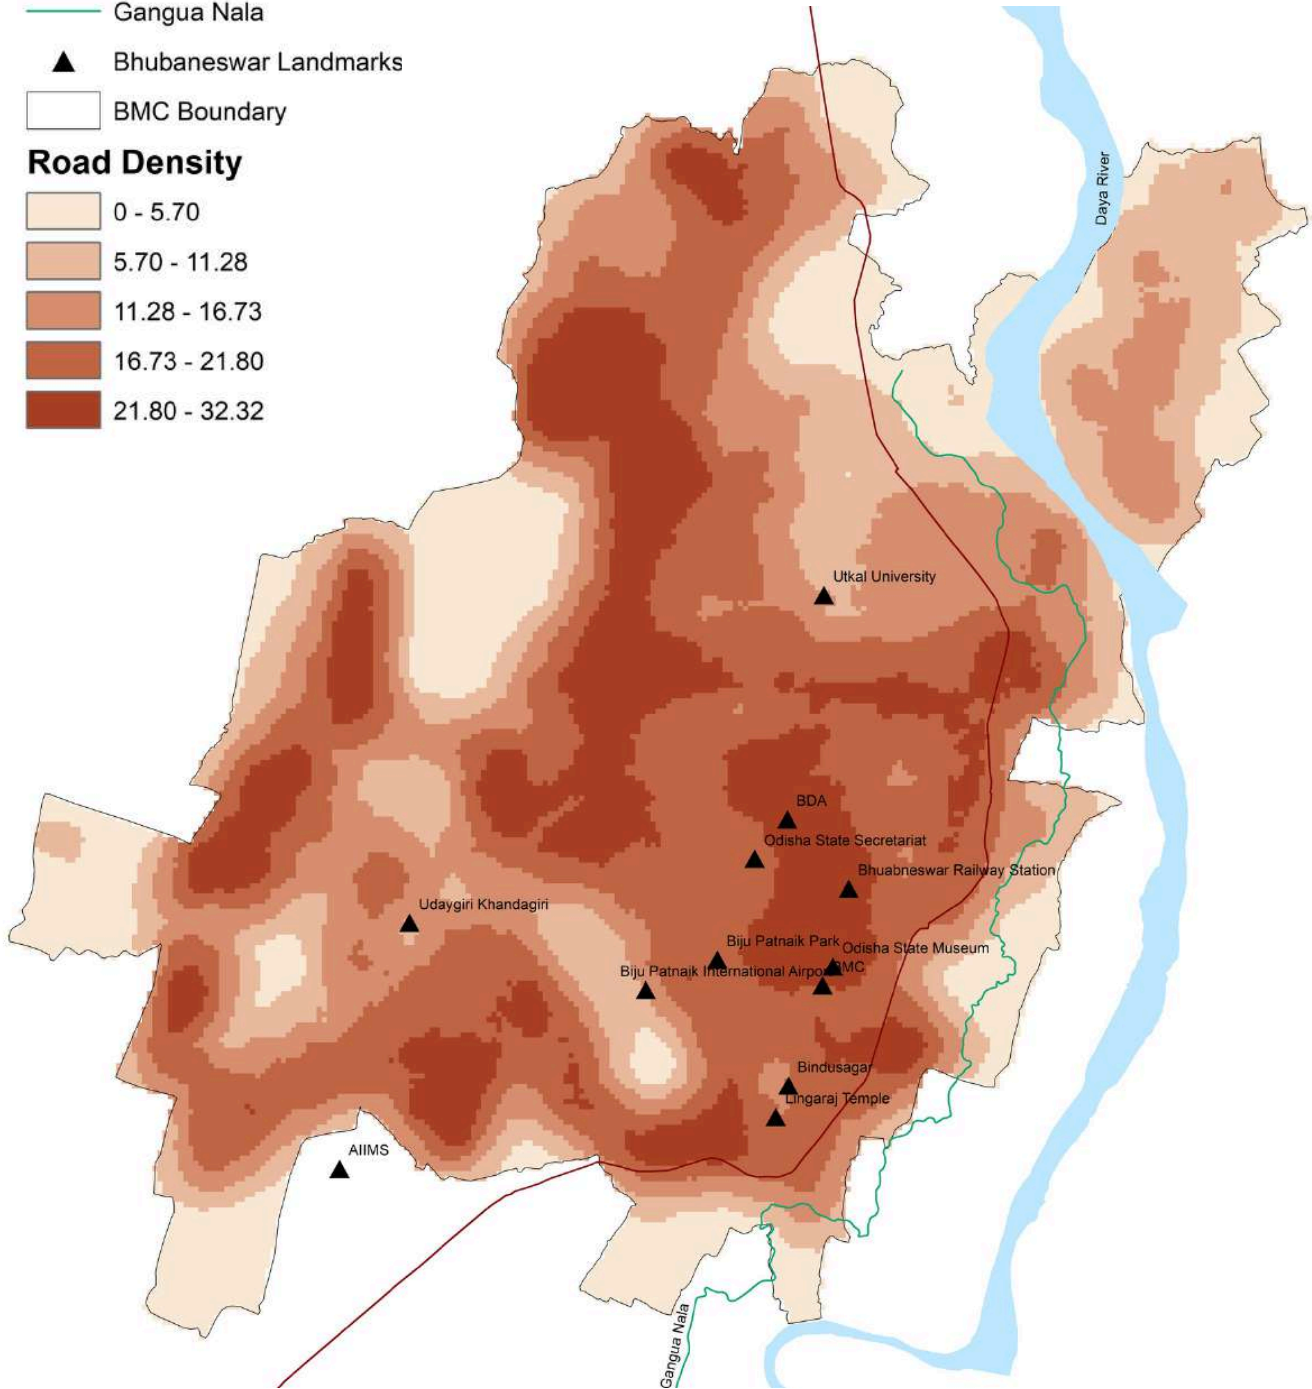 Gangua Nala
Bhubaneswar Landmarks
BMC Boundary
Road Density
0 - 5.70
5.70 - 11.28
11.28 - 16.73
16.73 - 21.80
21.80 - 32.32
Daya River
Utkal University
BDA
Odisha State Secretariat
Bhuabneswar Railway Station
Udaygiri Khandagiri
Biju Patnaik Park
Odisha State Museum
Biju Patnaik International Airpor
BMC
Bindusagar
Lingaraj Temple
AIIMS
Gangua Nala